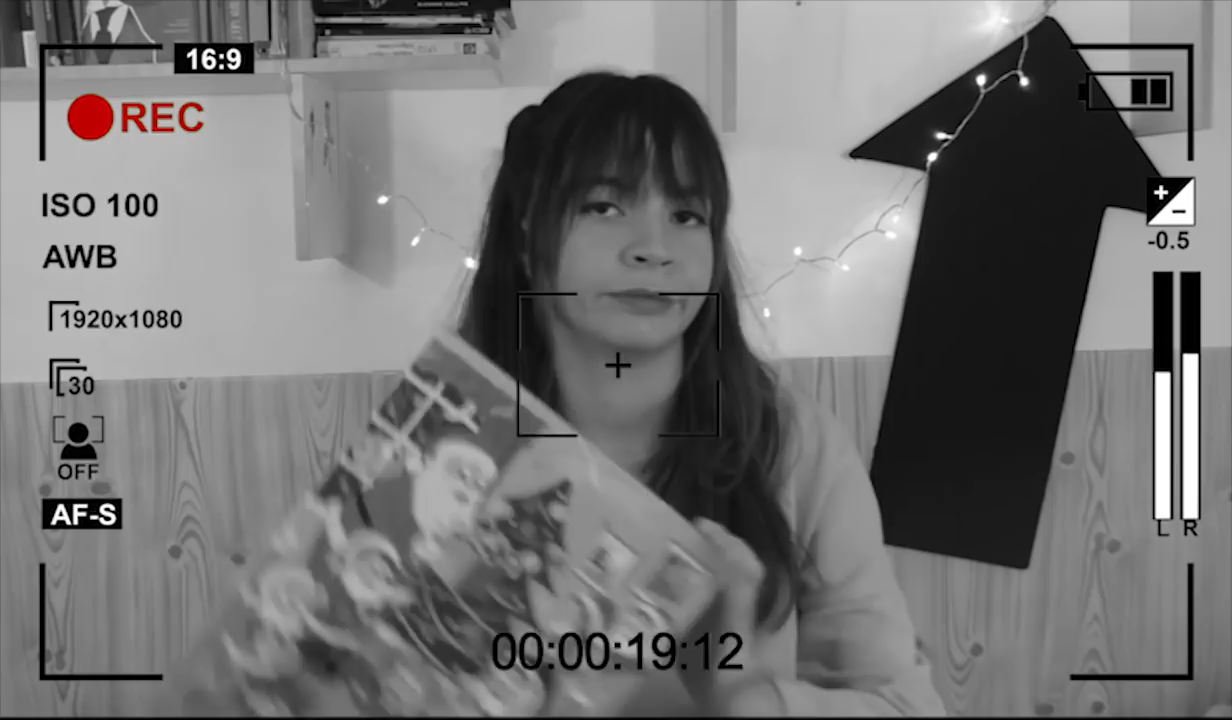 16:9
REC
ISO 100
AWB
1920x1080
30
OFF
AF-S
+
-
-0.5
L R
00:00:19:12